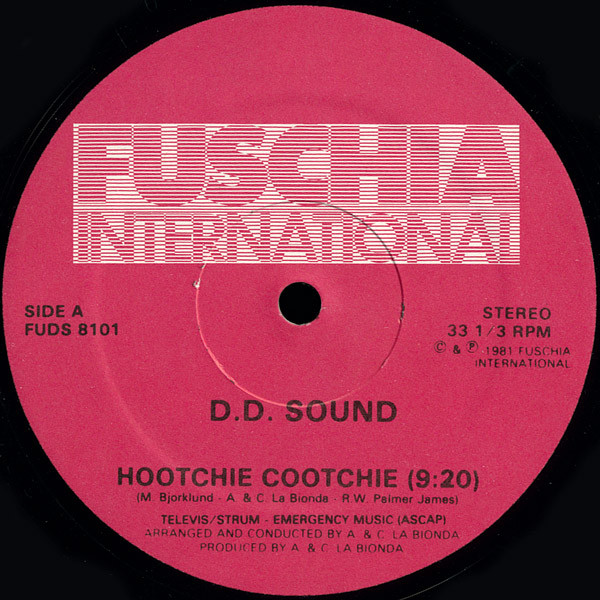 FUSCHIA
INTERNATIONAL
SIDE A
FUDS 8101
STEREO
33 1/3 RPM
© & ℗ 1981 FUSCHIA
INTERNATIONAL
D.D. SOUND
HOOTCHIE COOTCHIE (9:20)
(M. Bjorklund - A. & C. La Bionda - R.W. Palmer James)
TELEVIS/STRUM - EMERGENCY MUSIC (ASCAP)
ARRANGED AND CONDUCTED BY A. & C. LA BIONDA
PRODUCED BY A. & C. LA BIONDA